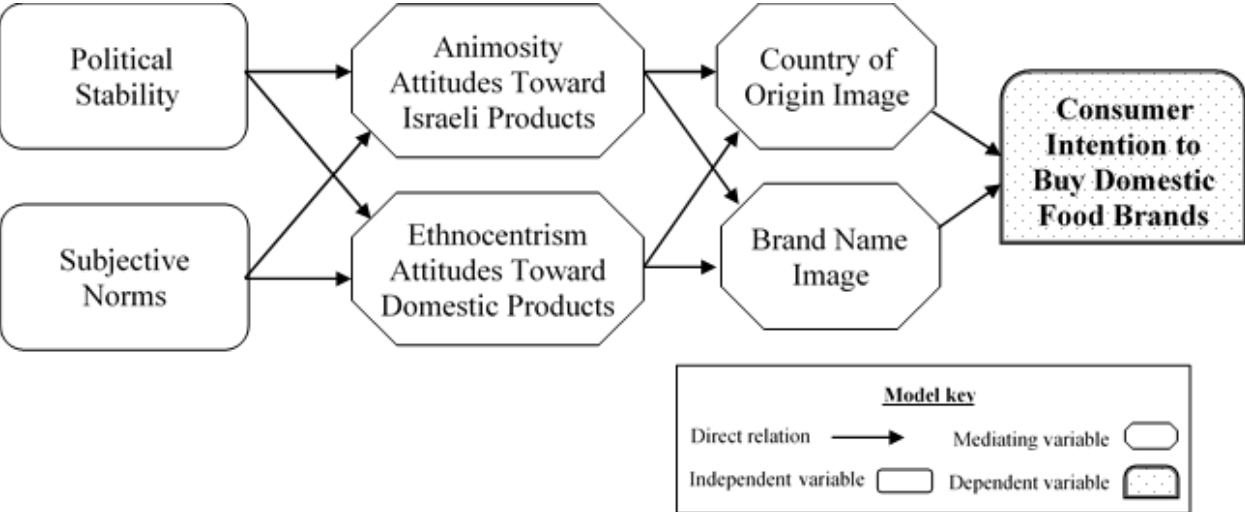 Political
Stability
Animosity
Attitudes Toward
Israeli Products
Country of
Origin Image
Consumer
Intention to
Buy Domestic
Food Brands
Subjective
Norms
Ethnocentrism
Attitudes Toward
Domestic Products
Brand Name
Image
Model key
Direct relation
Mediating variable
Independent variable
Dependent variable